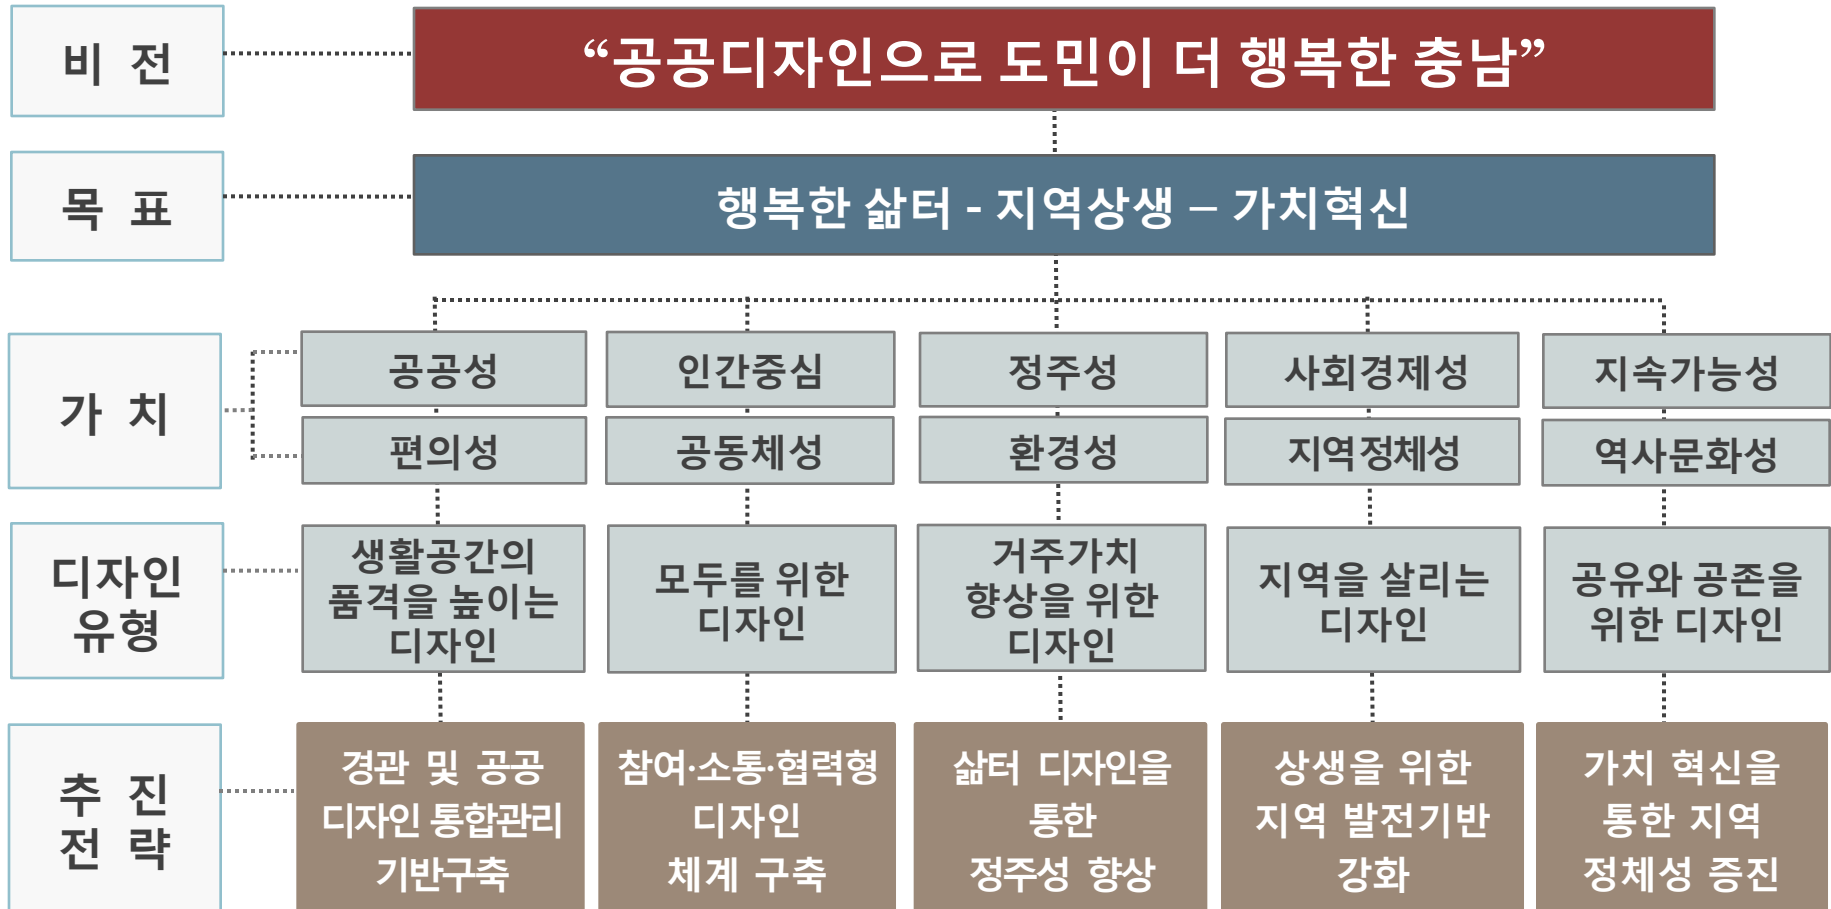 비 전
“공공디자인으로 도민이 더 행복한 충남”
목 표
행복한 삶터 - 지역상생 – 가치혁신
가 치
공공성
인간중심
정주성
사회경제성
지속가능성
편의성
공동체성
환경성
지역정체성
역사문화성
디자인
유형
생활공간의
품격을 높이는
디자인
모두를 위한
디자인
거주가치
향상을 위한
디자인
지역을 살리는
디자인
공유와 공존을
위한 디자인
추 진
전 략
경관 및 공공
디자인 통합관리
기반구축
참여·소통·협력형
디자인
체계 구축
삶터 디자인을
통한
정주성 향상
상생을 위한
지역 발전기반
강화
가치 혁신을
통한 지역
정체성 증진